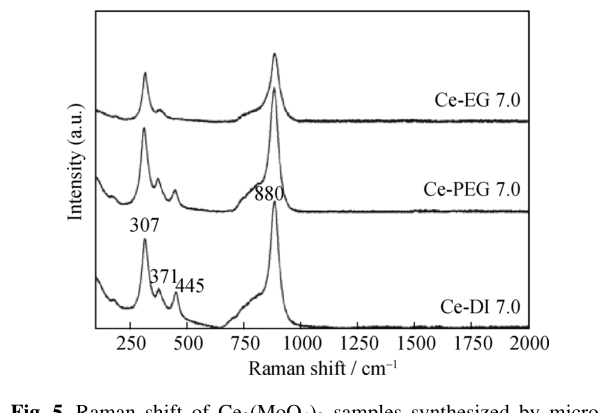 Ce-EG 7.0
Ce-PEG 7.0
880
307
371
445
Ce-DI 7.0
Intensity (a.u.)
250 500 750 1000 1250 1500 1750 2000
Raman shift / cm⁻¹
Fig. 5 Raman shift of Ce₂(MoO₄)₃ samples synthesized by micro-